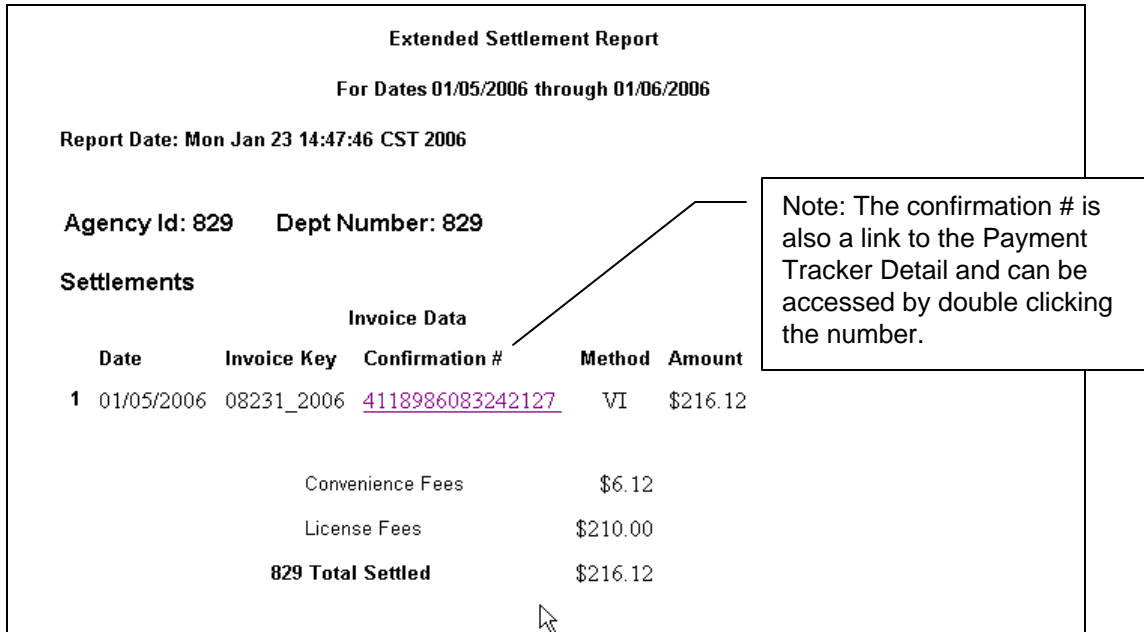 Extended Settlement Report
For Dates 01/05/2006 through 01/06/2006
Report Date: Mon Jan 23 14:47:46 CST 2006
Agency Id: 829 Dept Number: 829
Note: The confirmation # is
also a link to the Payment
Tracker Detail and can be
accessed by double clicking
the number.
Settlements
Invoice Data
Date Invoice Key Confirmation # Method Amount
1 01/05/2006 08231_2006 4118986083242127 VI $216.12
Convenience Fees $6.12
License Fees $210.00
829 Total Settled $216.12